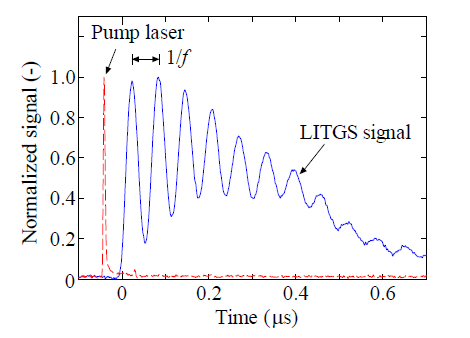 Pump laser
1/f
1.0
0.8
0.6
0.4
0.2
0
LITGS signal
Normalized signal (-)
0
0.2
0.4
0.6
Time (μs)